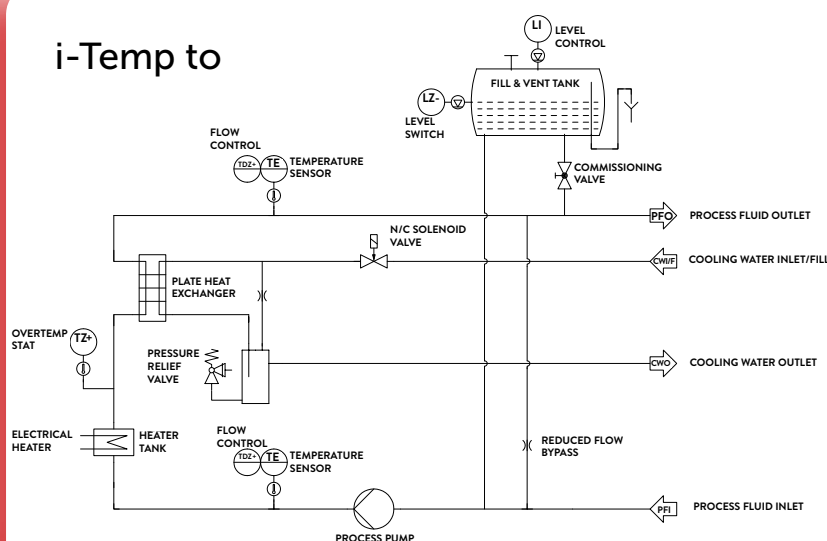 i-Temp to
LI
LEVEL
CONTROL
FILL & VENT TANK
LZ-
LEVEL
SWITCH
FLOW
CONTROL
TDZ+
TE
TEMPERATURE
SENSOR
COMMISSIONING
VALVE
PFO
PROCESS FLUID OUTLET
N/C SOLENOID
VALVE
CWI/F
COOLING WATER INLET/FILL
PLATE HEAT
EXCHANGER
OVERTEMP
STAT
TZ+
PRESSURE
RELIEF
VALVE
CWO
COOLING WATER OUTLET
ELECTRICAL
HEATER
HEATER
TANK
FLOW
CONTROL
TDZ+
TE
TEMPERATURE
SENSOR
REDUCED FLOW
BYPASS
PFI
PROCESS FLUID INLET
PROCESS PUMP